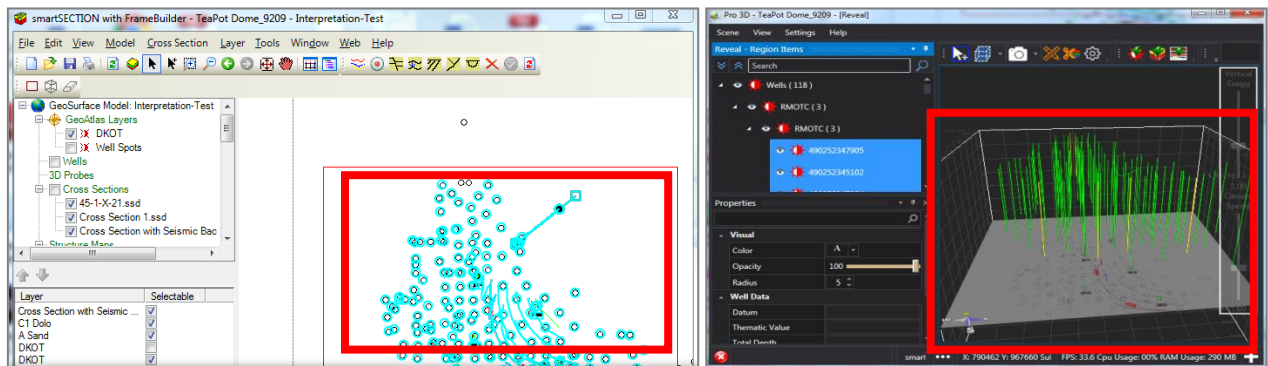 smartSECTION with FrameBuilder - TeaPot Dome_9209 - Interpretation-Test
File Edit View Model Cross Section Layer Tools Window Web Help
GeoSurface Model: Interpretation-Test
GeoAtlas Layers
DKOT
Well Spots
Wells
3D Probes
Cross Sections
45-1-X-21.ssd
Cross Section 1.ssd
Cross Section with Seismic Bac
Structure Maps
Layer Selectable
Cross Section with Seismic ...
C1 Dolo
A Sand
DKOT
DKOT
Pro 3D - TeaPot Dome_9209 - [Reveal]
Scene View Settings Help
Reveal - Region Items
Search
Wells ( 118 )
RMOTC ( 3 )
RMOTC ( 3 )
490252347905
490252345102
Properties
Visual
Color A
Opacity 100
Radius 5
Well Data
Datum
Thematic Value
Total Depth
Vertical
Exagg
smart X: 790462 Y: 967660 Sul FPS: 33.6 Cpu Usage: 00% RAM Usage: 290 MB